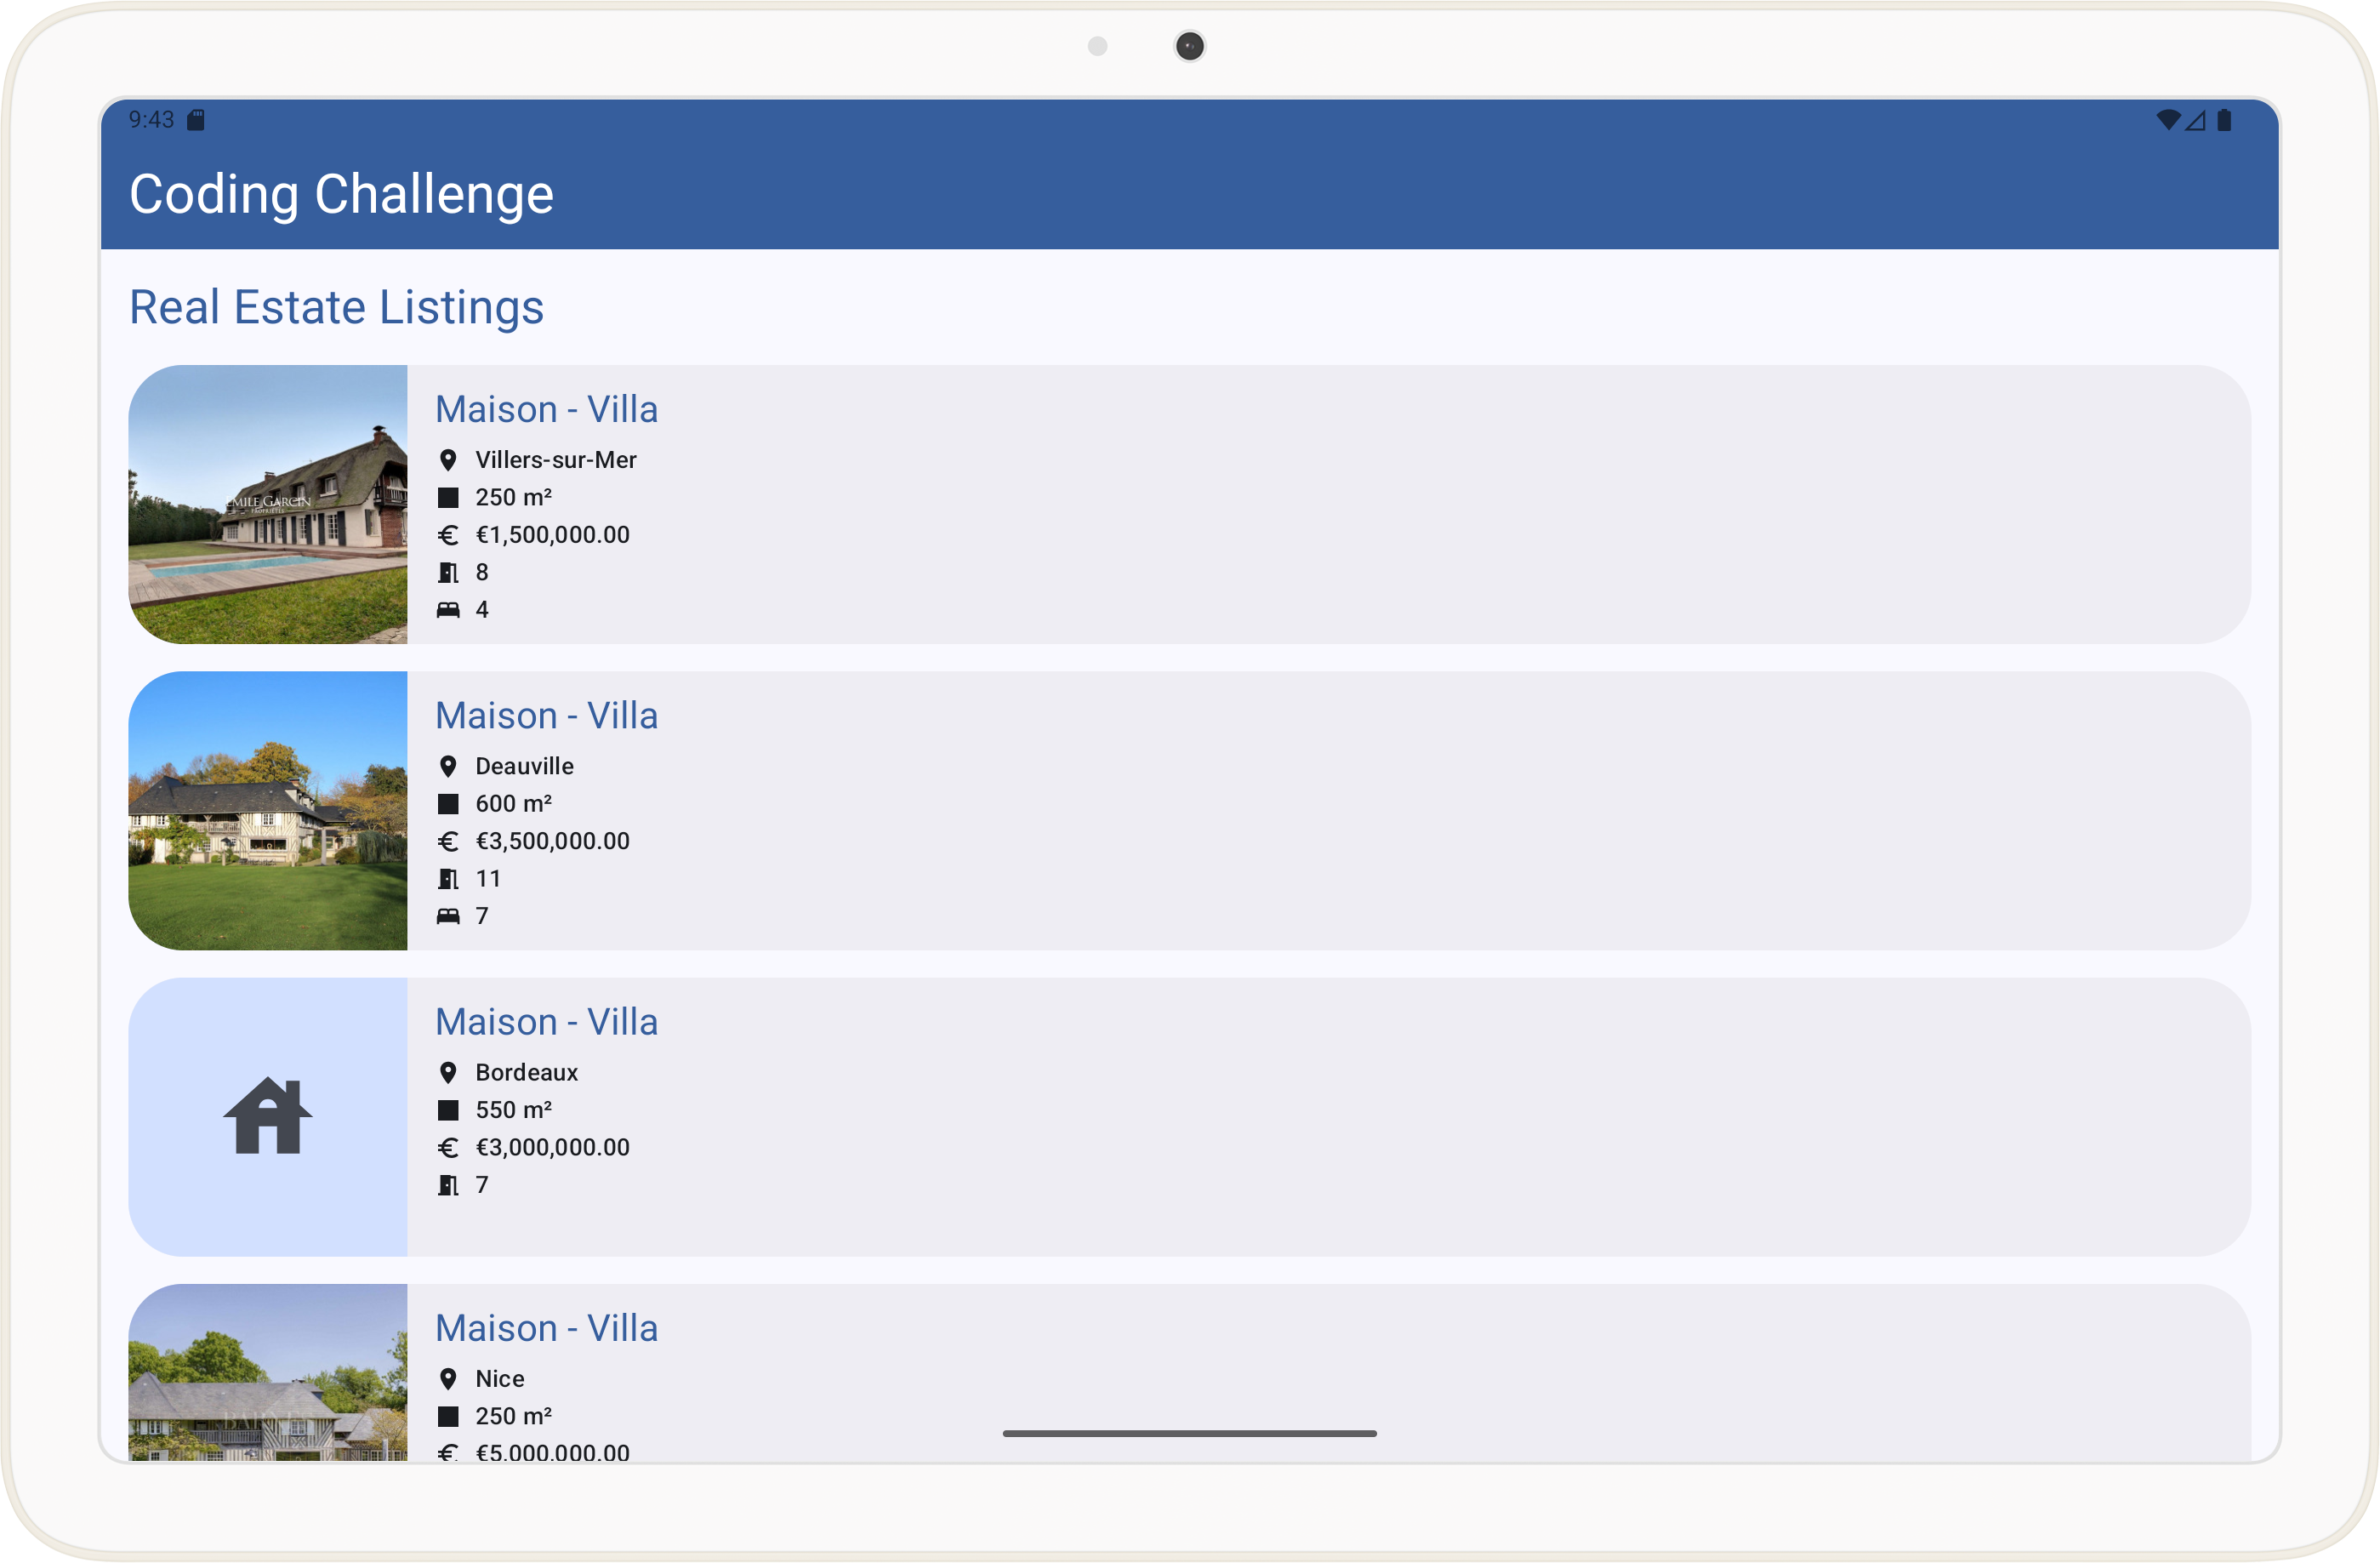 9:43
Coding Challenge
Real Estate Listings
Maison - Villa
Villers-sur-Mer
250 m²
€1,500,000.00
8
4
EMILE GARCIN
Maison - Villa
Deauville
600 m²
€3,500,000.00
11
7
Maison - Villa
Bordeaux
550 m²
€3,000,000.00
7
Maison - Villa
Nice
250 m²
€5,000,000.00